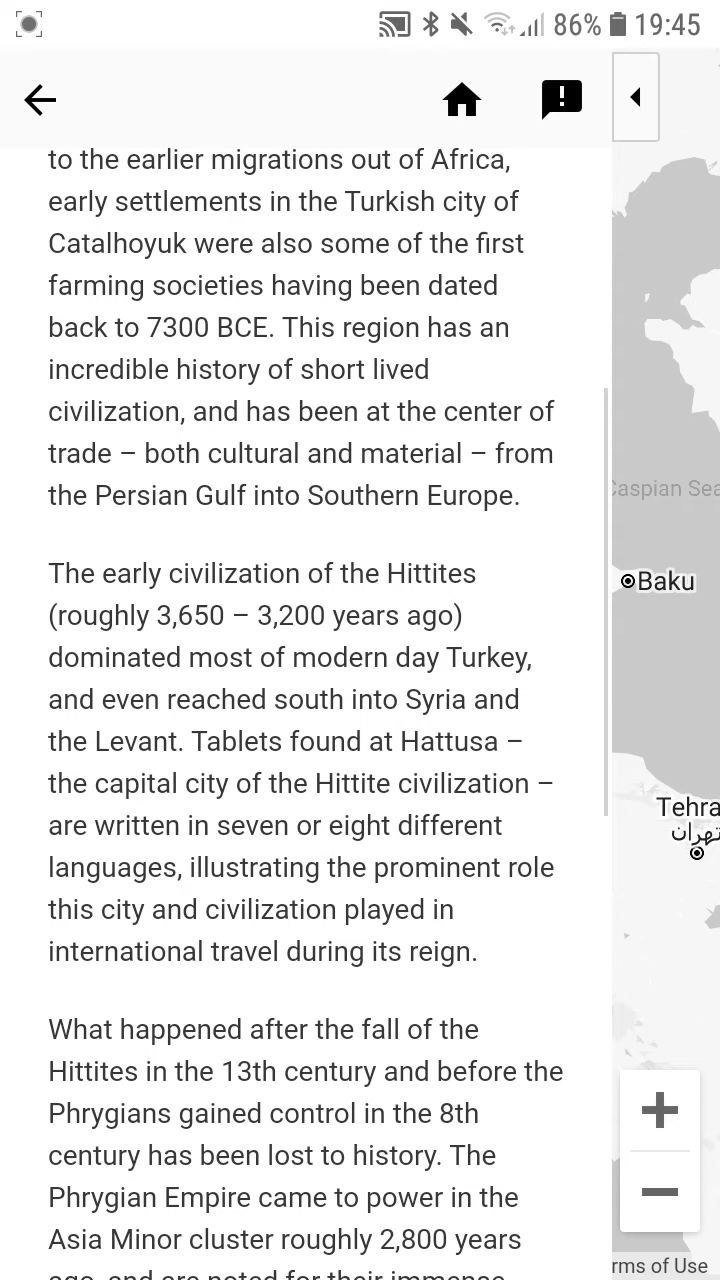 86% 19:45
to the earlier migrations out of Africa,
early settlements in the Turkish city of
Catalhoyuk were also some of the first
farming societies having been dated
back to 7300 BCE. This region has an
incredible history of short lived
civilization, and has been at the center of
trade – both cultural and material – from
the Persian Gulf into Southern Europe.
The early civilization of the Hittites
(roughly 3,650 – 3,200 years ago)
dominated most of modern day Turkey,
and even reached south into Syria and
the Levant. Tablets found at Hattusa –
the capital city of the Hittite civilization –
are written in seven or eight different
languages, illustrating the prominent role
this city and civilization played in
international travel during its reign.
What happened after the fall of the
Hittites in the 13th century and before the
Phrygians gained control in the 8th
century has been lost to history. The
Phrygian Empire came to power in the
Asia Minor cluster roughly 2,800 years
ago, and are noted for their immense
Caspian Sea
Baku
Tehra
تهران
rms of Use